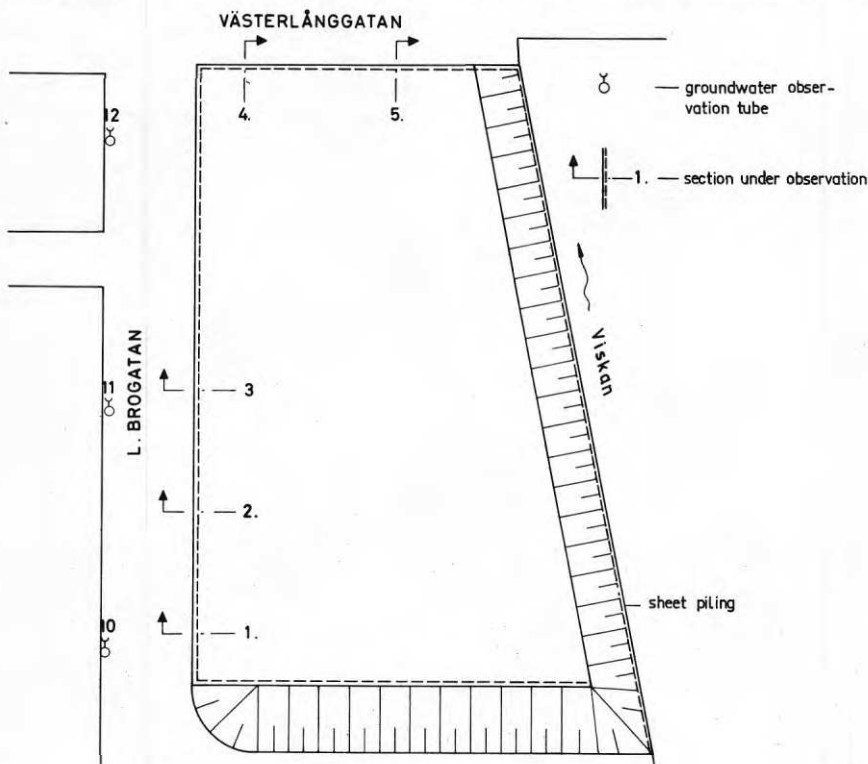 VÄSTERLÅNGGATAN
4.
5.
12
11
10
L. BROGATAN
3
2.
1.
groundwater obser-
vation tube
1. — section under observation
Viskan
sheet piling